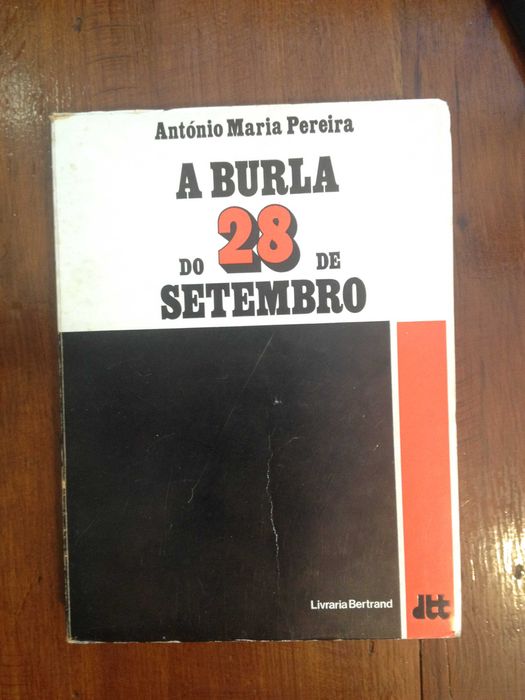 António Maria Pereira
A BURLA
DO 28 DE
SETEMBRO
Livraria Bertrand
dtt